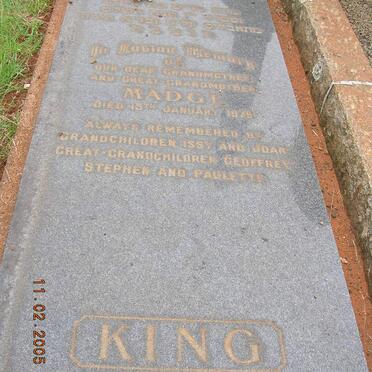 In Loving Memory
OF
OUR DEAR GRANDMOTHER
AND GREAT GRANDMOTHER
MADGE
DIED 15TH JANUARY
ALWAYS REMEMBERED BY
GRANDCHILDREN ISSY AND JOAN
GREAT-GRANDCHILDREN GEOFFREY
STEPHEN AND PAULETTE
KING
11.02.2005